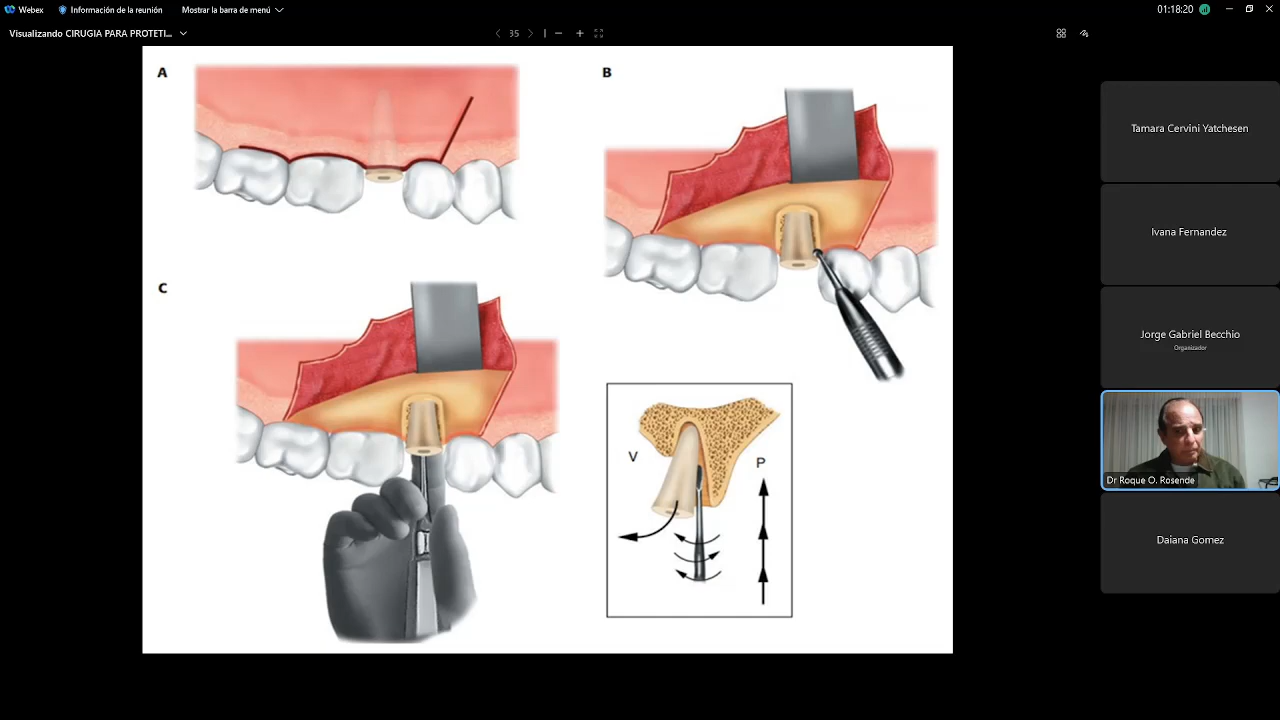 Webex
Información de la reunión
Mostrar la barra de menú
01:18:20
Visualizando CIRUGIA PARA PROTETI...
35
A
B
C
V
P
Tamara Cervini Yatchesen
Ivana Fernandez
Jorge Gabriel Becchio
Organizador
Dr Roque O. Rosende
Daiana Gomez